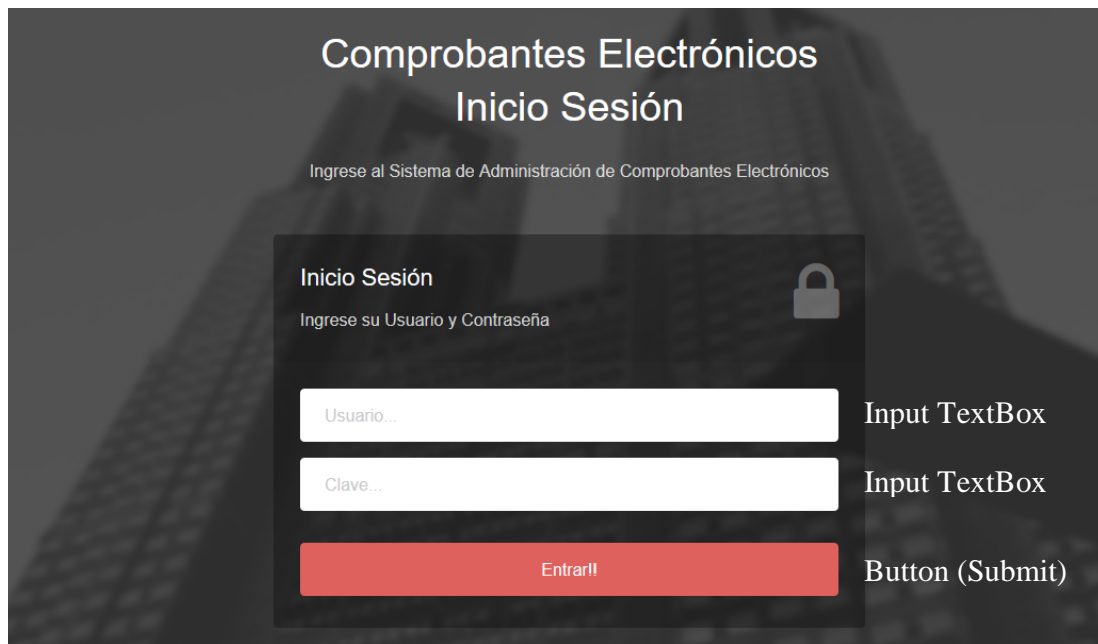 Comprobantes Electrónicos
Inicio Sesión
Ingrese al Sistema de Administración de Comprobantes Electrónicos
Inicio Sesión
Ingrese su Usuario y Contraseña
Usuario...
Input TextBox
Clave...
Input TextBox
Entrar!!
Button (Submit)